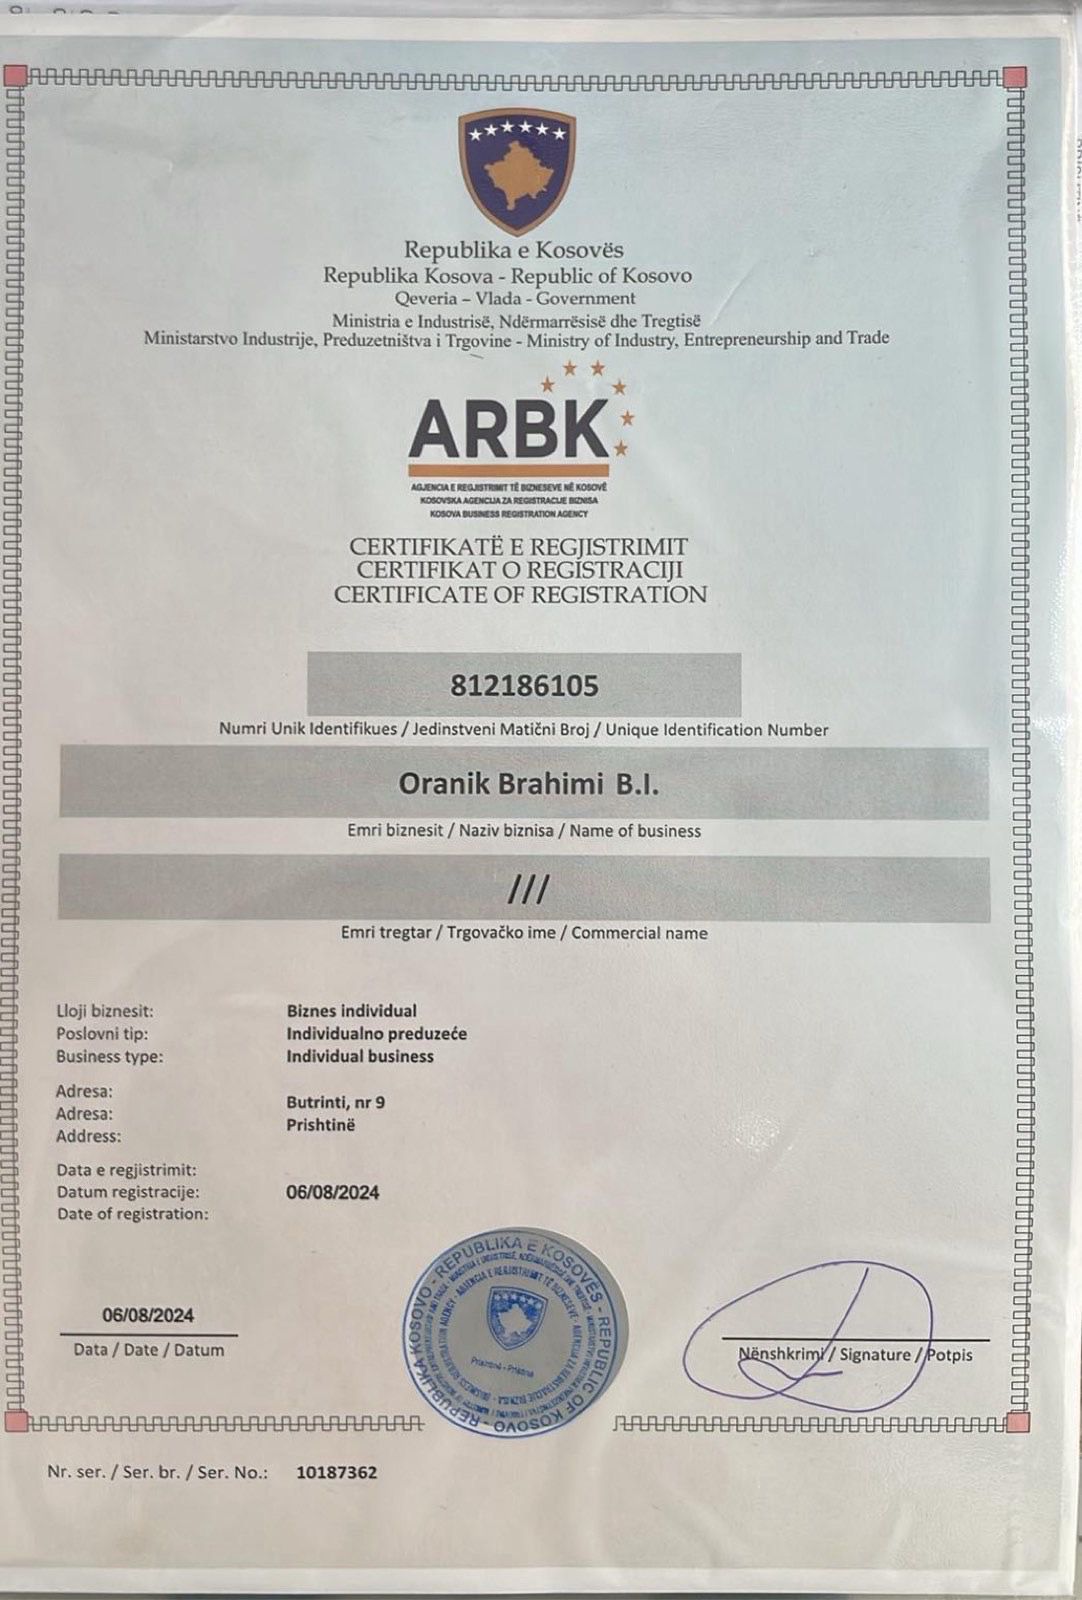 Republika e Kosovës
Republika Kosova - Republic of Kosovo
Qeveria – Vlada - Government
Ministria e Industrisë, Ndërmarrësisë dhe Tregtisë
Ministarstvo Industrije, Preduzetništva i Trgovine - Ministry of Industry, Entrepreneurship and Trade
ARBK
AGJENCIA E REGJISTRIMIT TË BIZNESEVE NË KOSOVË
KOSOVSKA AGENCIJA ZA REGISTRACIJE BIZNISA
KOSOVA BUSINESS REGISTRATION AGENCY
CERTIFIKATË E REGJISTRIMIT
CERTIFIKAT O REGISTRACIJI
CERTIFICATE OF REGISTRATION
812186105
Numri Unik Identifikues / Jedinstveni Matični Broj / Unique Identification Number
Oranik Brahimi B.I.
Emri biznesit / Naziv biznisa / Name of business
///
Emri tregtar / Trgovačko ime / Commercial name
Lloji biznesit: Biznes individual
Poslovni tip: Individualno preduzeće
Business type: Individual business
Adresa:
Adresa:
Address:
Butrinti, nr 9
Prishtinë
Data e regjistrimit:
Datum registracije: 06/08/2024
Date of registration:
REPUBLIKA E KOSOVËS - REPUBLIC OF KOSOVO - REPUBLIKA KOSOVO
Prishtinë - Priština
06/08/2024
Data / Date / Datum
Nënshkrimi / Signature / Potpis
Nr. ser. / Ser. br. / Ser. No.: 10187362